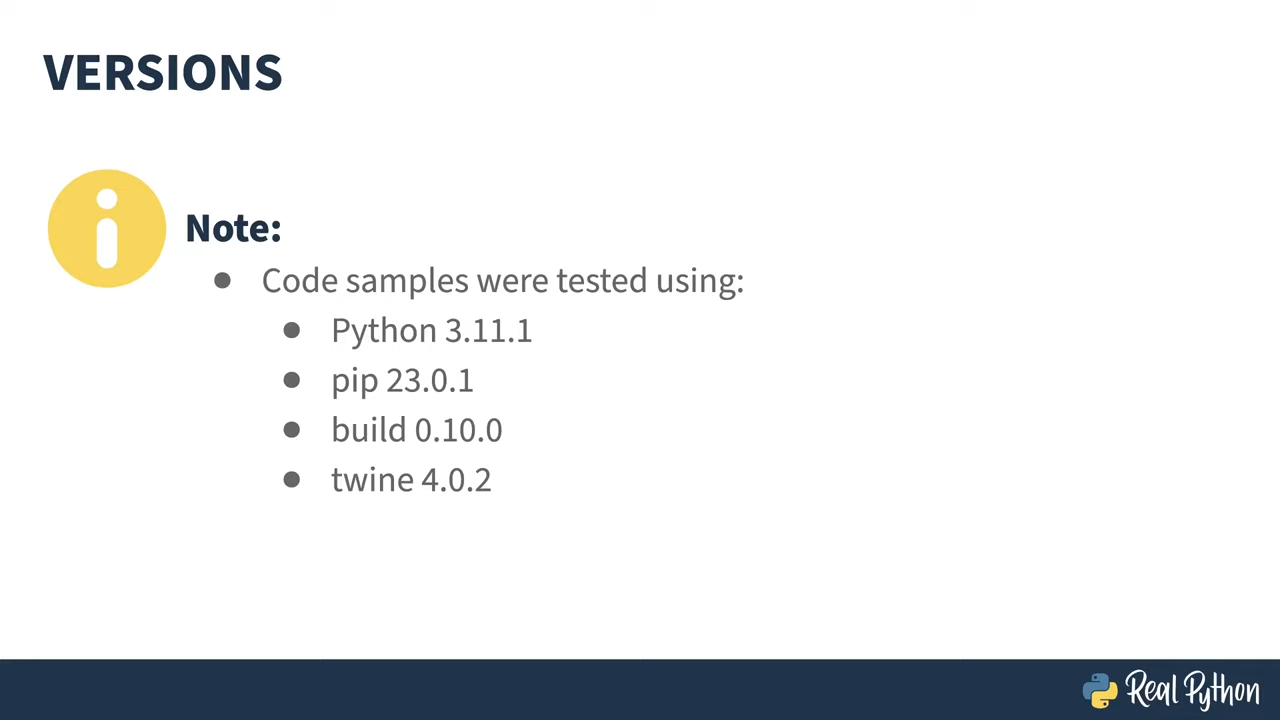 VERSIONS
Note:
● Code samples were tested using:
● Python 3.11.1
● pip 23.0.1
● build 0.10.0
● twine 4.0.2
Real Python